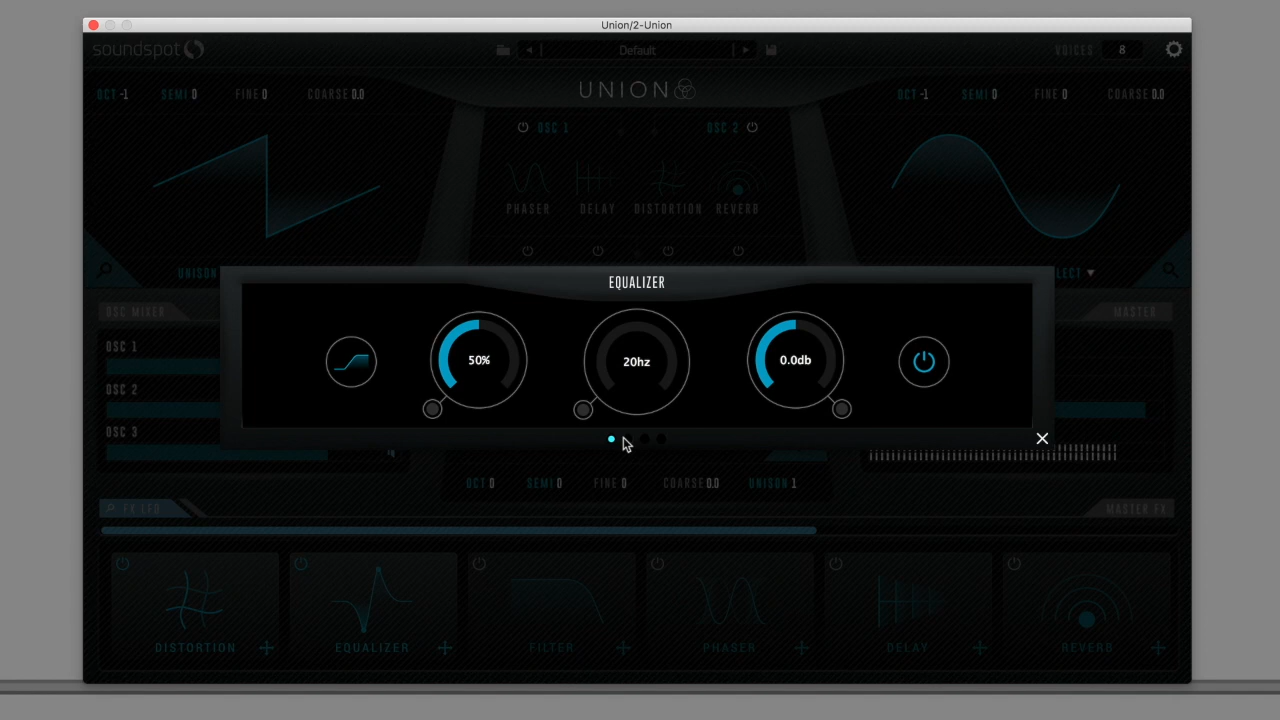 Union/2-Union
soundspot
Default
VOICES 8
UNION
OCT -1 SEMI 0 FINE 0 COARSE 0.0
OCT -1 SEMI 0 FINE 0 COARSE 0.0
OSC 1 OSC 2
PHASER DELAY DISTORTION REVERB
UNISON
LECT
EQUALIZER
50% 20hz 0.0db
OSC MIXER
MASTER
OSC 1
OSC 2
OSC 3
OCT 0 SEMI 0 FINE 0 COARSE 0.0 UNISON 1
FX LFO
MASTER FX
DISTORTION EQUALIZER FILTER PHASER DELAY REVERB